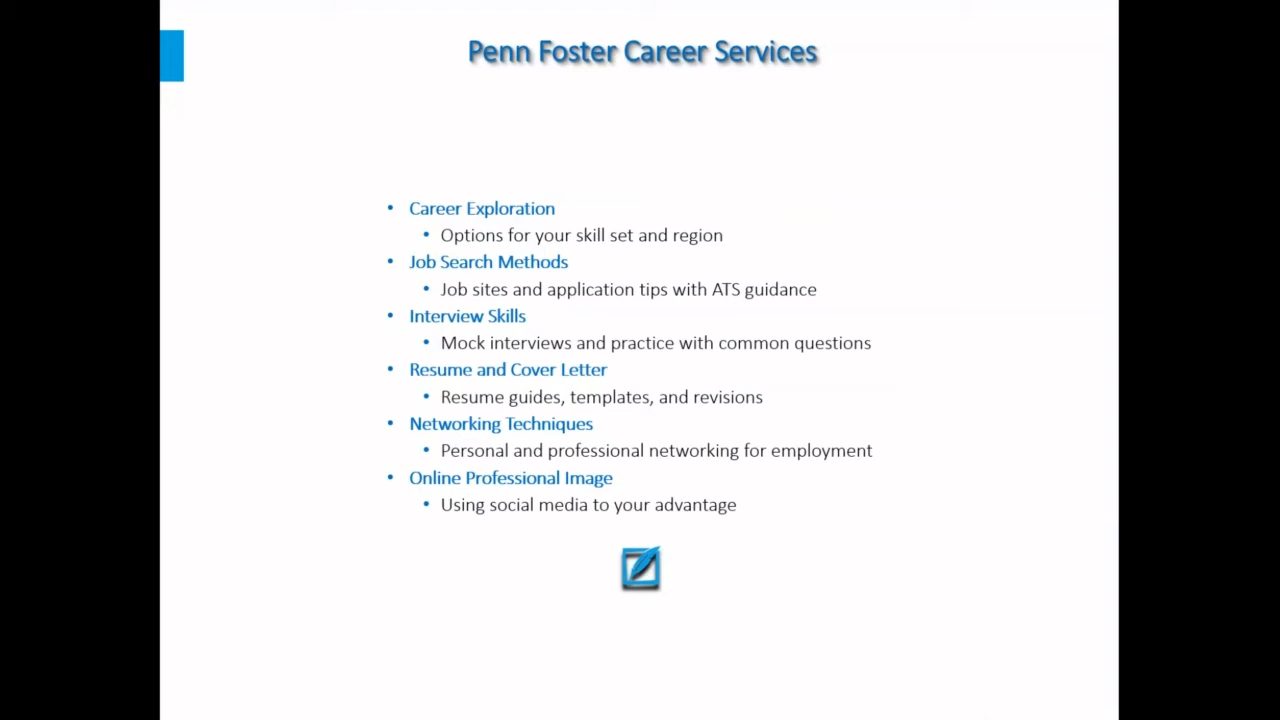 Penn Foster Career Services
• Career Exploration
• Options for your skill set and region
• Job Search Methods
• Job sites and application tips with ATS guidance
• Interview Skills
• Mock interviews and practice with common questions
• Resume and Cover Letter
• Resume guides, templates, and revisions
• Networking Techniques
• Personal and professional networking for employment
• Online Professional Image
• Using social media to your advantage